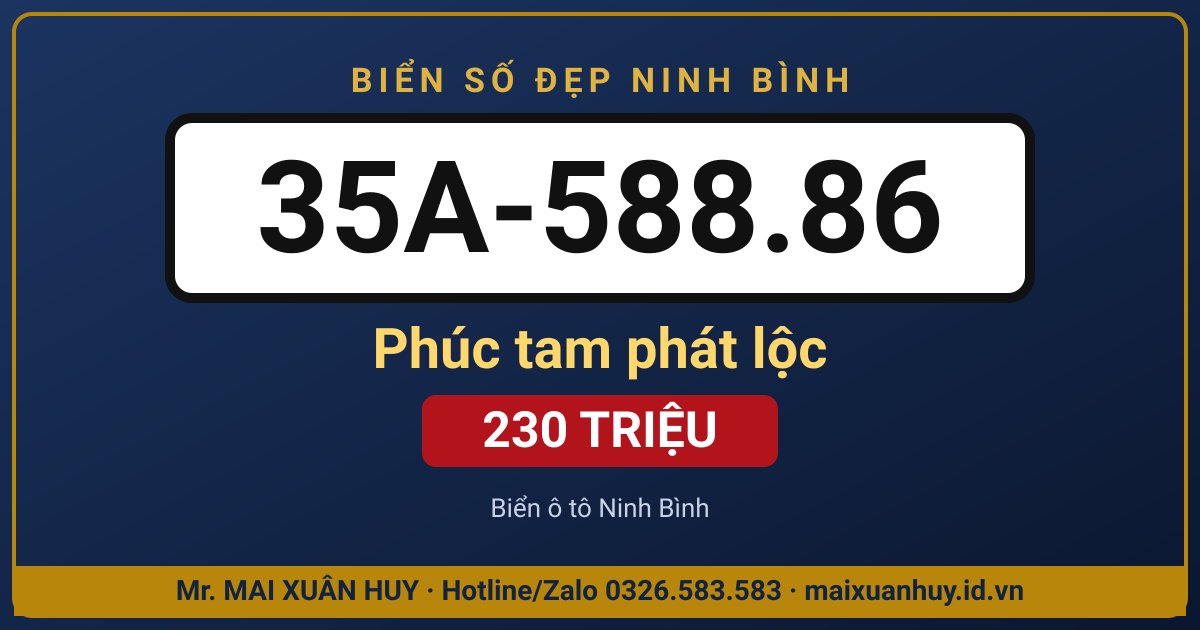 BIỂN SỐ ĐẸP NINH BÌNH
35A-588.86
Phúc tam phát lộc
230 TRIỆU
Biển ô tô Ninh Bình
Mr. MAI XUÂN HUY · Hotline/Zalo 0326.583.583 · maixuanhuy.id.vn